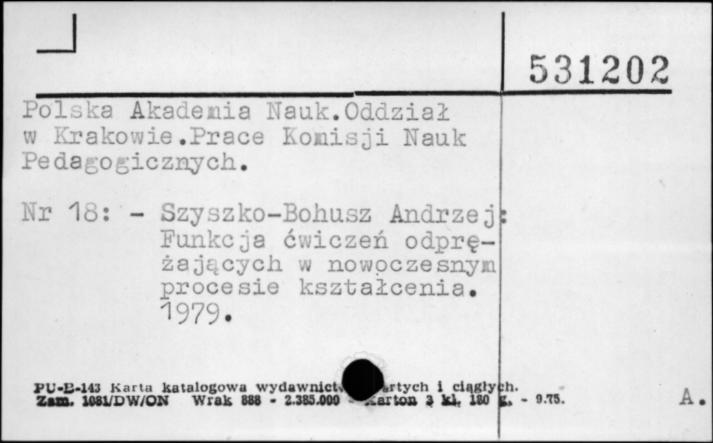 531202
Polska Akademia Nauk.Oddział
w Krakowie.Prace Komisji Nauk
Pedagogicznych.
Nr 18: - Szyszko-Bohusz Andrzej:
Funkcja ćwiczeń odprę-
żających w nowoczesnym
procesie kształcenia.
1979.
PU-B-143 Karta katalogowa wydawnict rtych i ciągłych.
Zam. 1081/DW/ON Wrak 888 - 2.385.000 - Karton 3 kl. 180 g. - 9.75.
A.